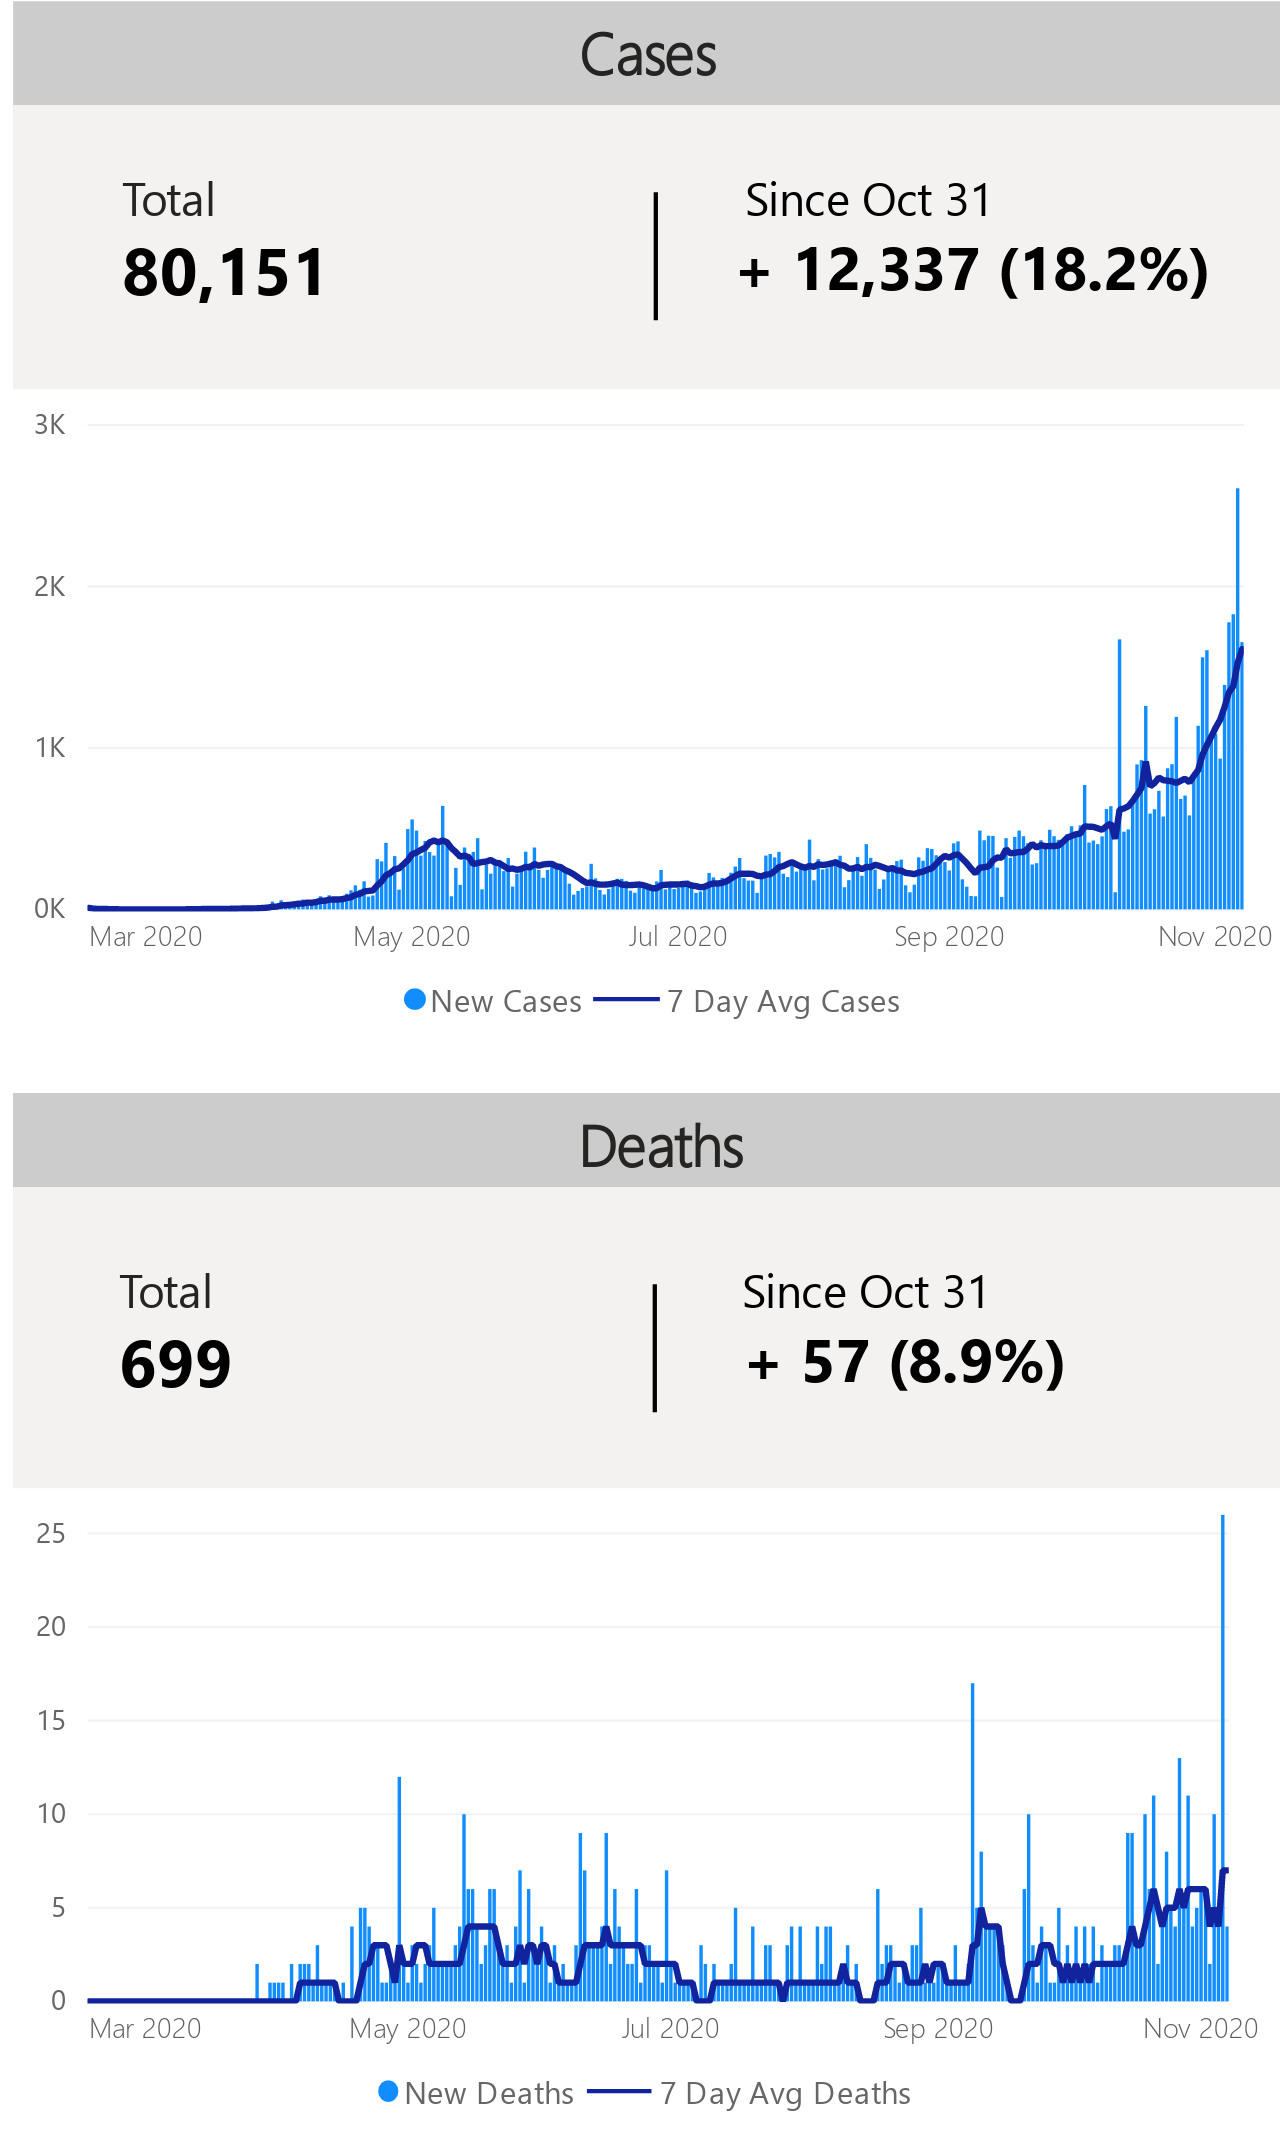 Cases
Total
80,151
Since Oct 31
+ 12,337 (18.2%)
3K
2K
1K
0K
Mar 2020 May 2020 Jul 2020 Sep 2020 Nov 2020
New Cases 7 Day Avg Cases
Deaths
Total
699
Since Oct 31
+ 57 (8.9%)
25
20
15
10
5
0
Mar 2020 May 2020 Jul 2020 Sep 2020 Nov 2020
New Deaths 7 Day Avg Deaths